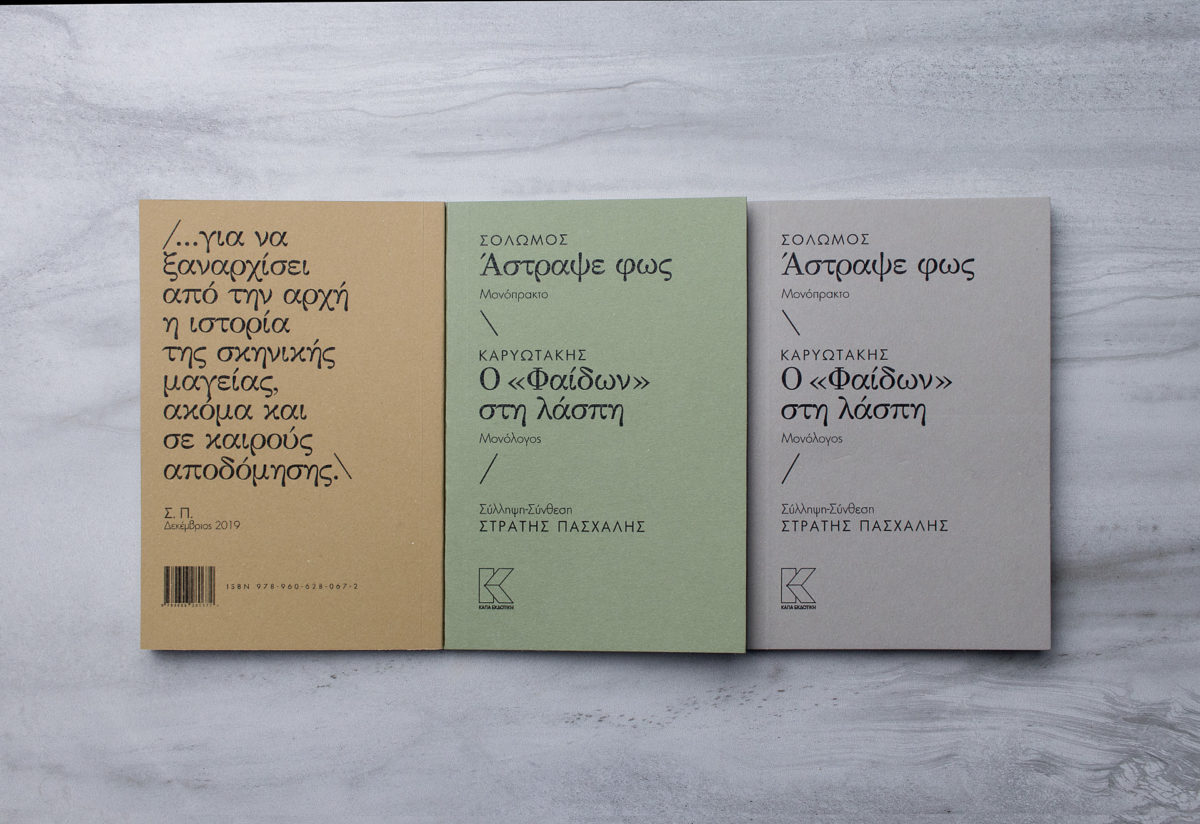 /...για να
ξαναρχίσει
από την αρχή
η ιστορία
της σκηνικής
μαγείας,
ακόμα και
σε καιρούς
αποδόμησης.\
Σ. Π.
Δεκέμβριος 2019
ISBN 978-960-628-067-2
ΣΟΛΩΜΟΣ
Άστραψε φως
Μονόπρακτο
\
ΚΑΡΥΩΤΑΚΗΣ
Ο «Φαίδων»
στη λάσπη
Μονόλογος
/
Σύλληψη-Σύνθεση
ΣΤΡΑΤΗΣ ΠΑΣΧΑΛΗΣ
ΚΑΠΑ ΕΚΔΟΤΙΚΗ
ΣΟΛΩΜΟΣ
Άστραψε φως
Μονόπρακτο
\
ΚΑΡΥΩΤΑΚΗΣ
Ο «Φαίδων»
στη λάσπη
Μονόλογος
/
Σύλληψη-Σύνθεση
ΣΤΡΑΤΗΣ ΠΑΣΧΑΛΗΣ
ΚΑΠΑ ΕΚΔΟΤΙΚΗ